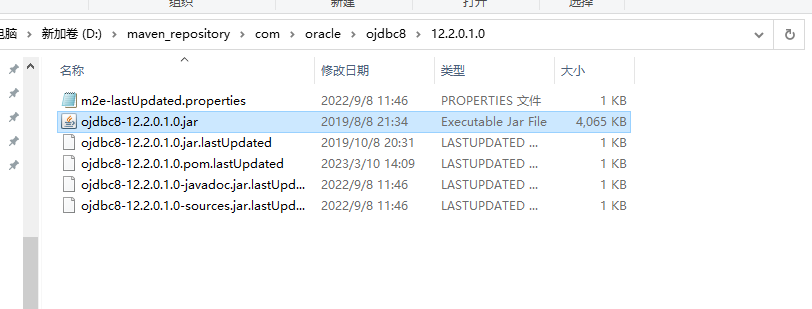 组织 新建 打开 选择
电脑 新加卷 (D:) maven_repository com oracle ojdbc8 12.2.0.1.0
名称 修改日期 类型 大小
m2e-lastUpdated.properties 2022/9/8 11:46 PROPERTIES 文件 1 KB
ojdbc8-12.2.0.1.0.jar 2019/8/8 21:34 Executable Jar File 4,065 KB
ojdbc8-12.2.0.1.0.jar.lastUpdated 2019/10/8 20:31 LASTUPDATED ... 1 KB
ojdbc8-12.2.0.1.0.pom.lastUpdated 2023/3/10 14:09 LASTUPDATED ... 1 KB
ojdbc8-12.2.0.1.0-javadoc.jar.lastUpd... 2022/9/8 11:46 LASTUPDATED ... 1 KB
ojdbc8-12.2.0.1.0-sources.jar.lastUpd... 2022/9/8 11:46 LASTUPDATED ... 1 KB